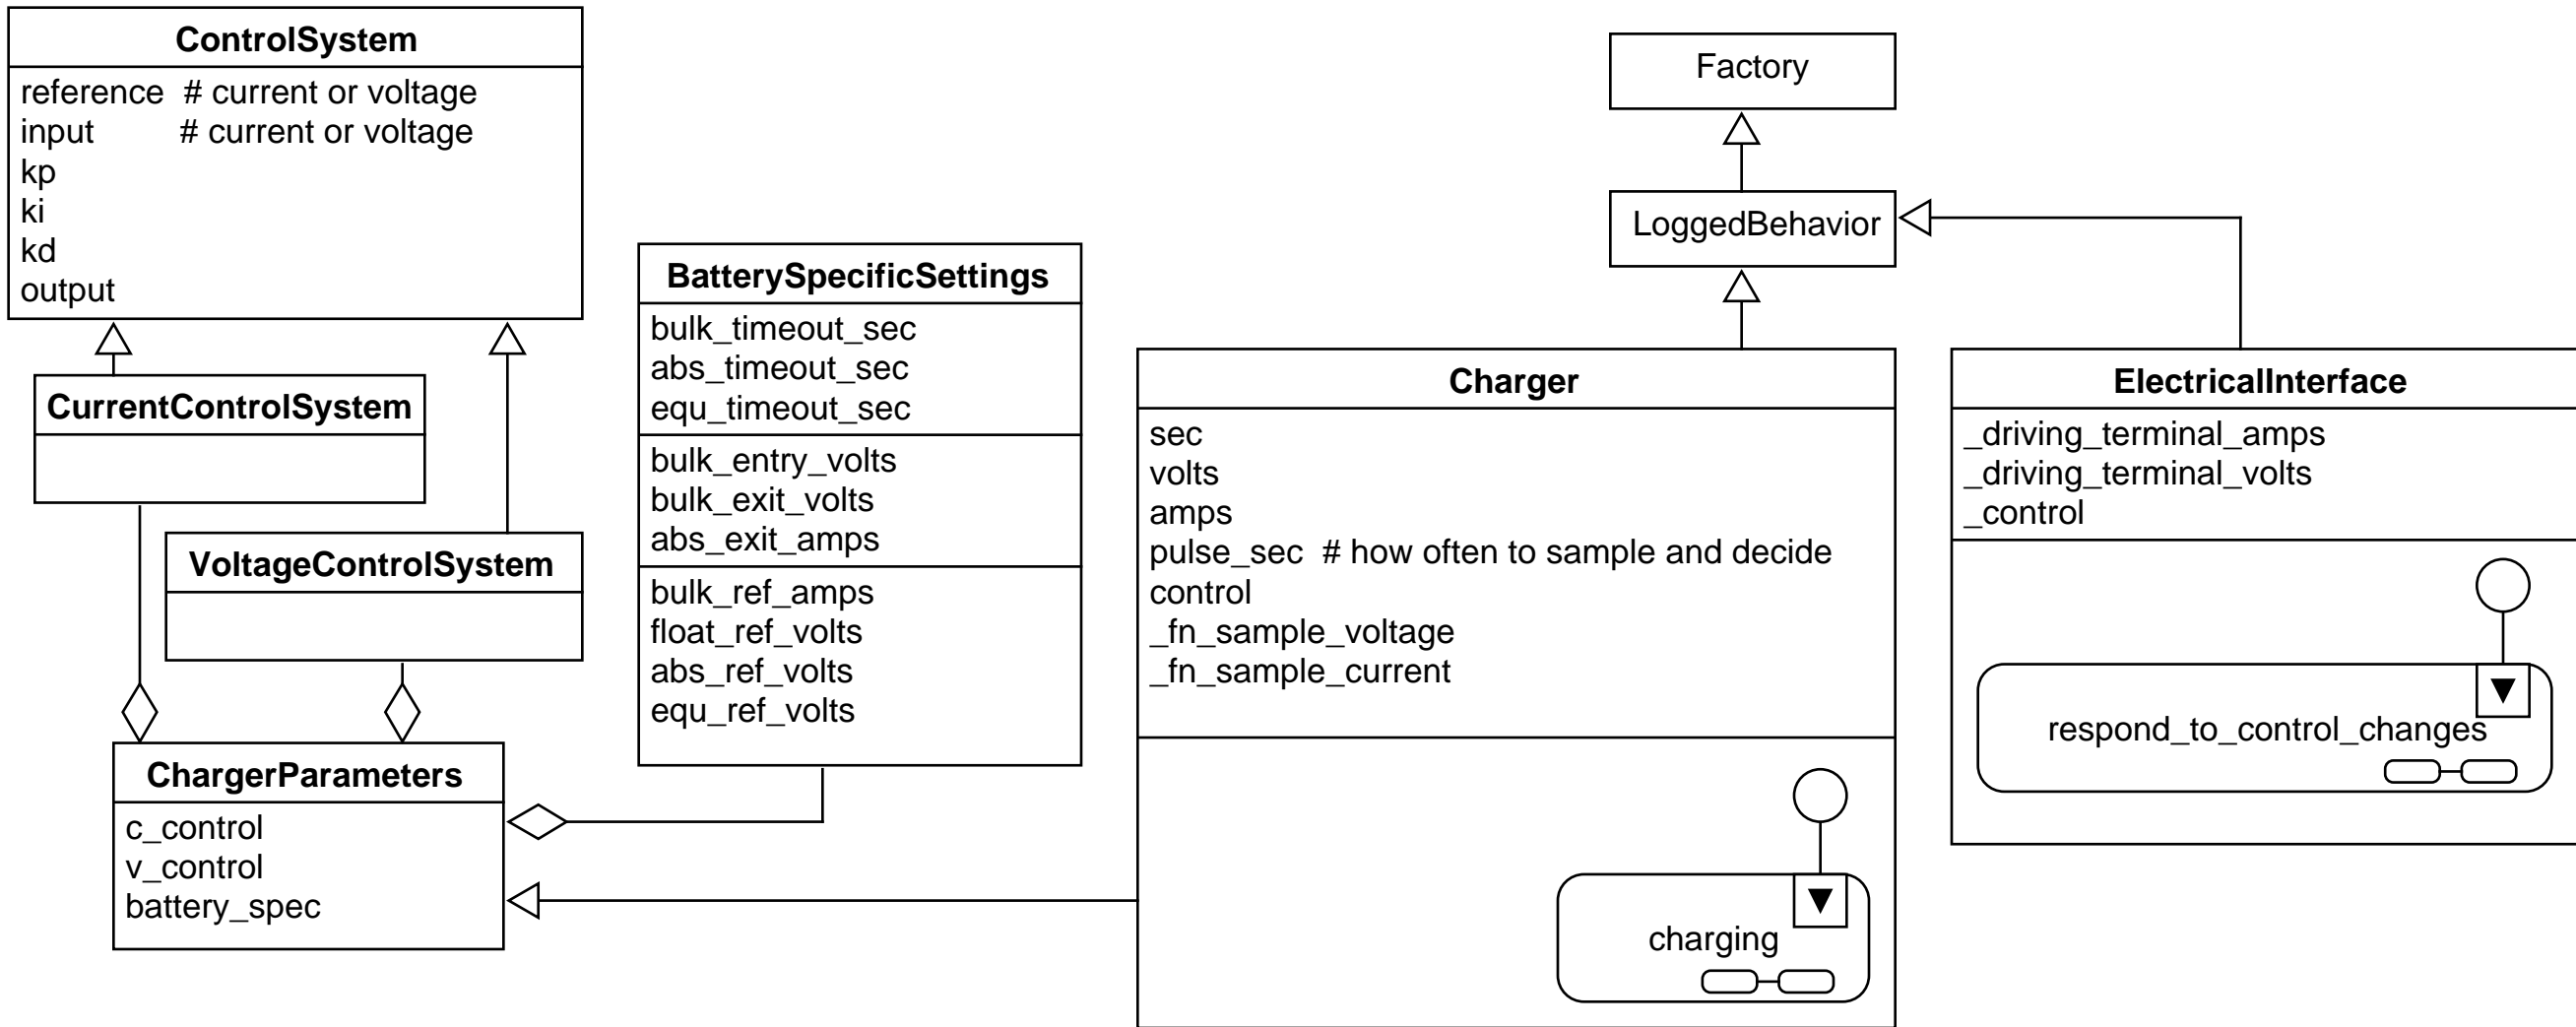 ControlSystem
reference # current or voltage
input # current or voltage
kp
ki
kd
output
CurrentControlSystem
VoltageControlSystem
ChargerParameters
c_control
v_control
battery_spec
BatterySpecificSettings
bulk_timeout_sec
abs_timeout_sec
equ_timeout_sec
bulk_entry_volts
bulk_exit_volts
abs_exit_amps
bulk_ref_amps
float_ref_volts
abs_ref_volts
equ_ref_volts
Factory
LoggedBehavior
Charger
sec
volts
amps
pulse_sec # how often to sample and decide
control
_fn_sample_voltage
_fn_sample_current
charging
ElectricalInterface
_driving_terminal_amps
_driving_terminal_volts
_control
respond_to_control_changes